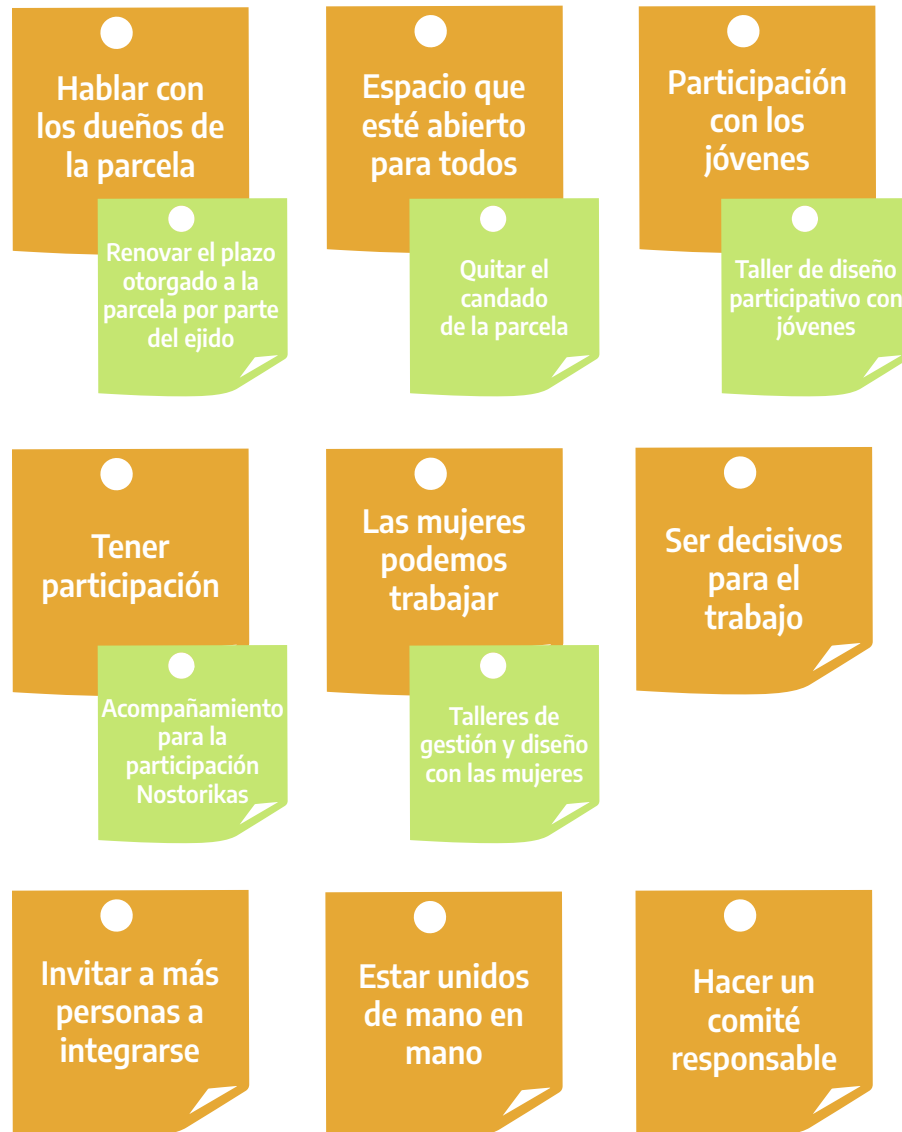 Hablar con
los dueños de
la parcela
Renovar el plazo
otorgado a la
parcela por parte
del ejido
Espacio que
esté abierto
para todos
Quitar el
candado
de la parcela
Participación
con los
jóvenes
Taller de diseño
participativo con
jóvenes
Tener
participación
Acompañamiento
para la
participación
Nostorikas
Las mujeres
podemos
trabajar
Talleres de
gestión y diseño
con las mujeres
Ser decisivos
para el
trabajo
Invitar a más
personas a
integrarse
Estar unidos
de mano en
mano
Hacer un
comité
responsable